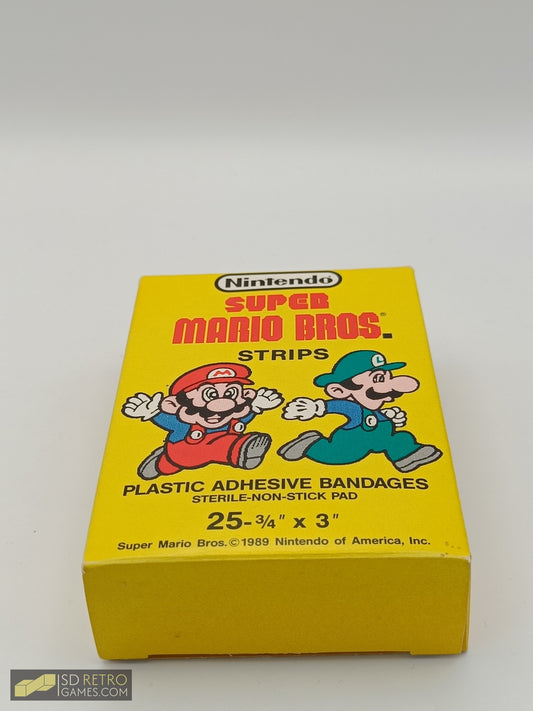 Nintendo
SUPER
MARIO BROS.®
STRIPS
M
L
PLASTIC ADHESIVE BANDAGES
STERILE-NON-STICK PAD
25-¾" x 3"
Super Mario Bros.©1989 Nintendo of America, Inc.
SD RETRO
GAMES.COM